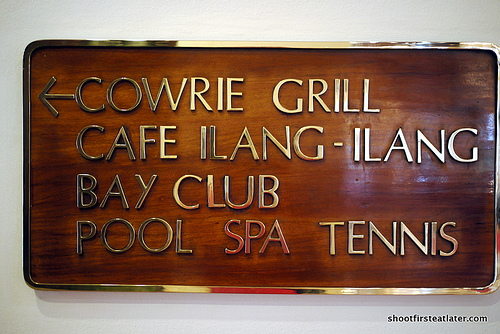 ←COWRIE GRILL
CAFE ILANG-ILANG
BAY CLUB
POOL SPA TENNIS
shootfirsteatlater.com